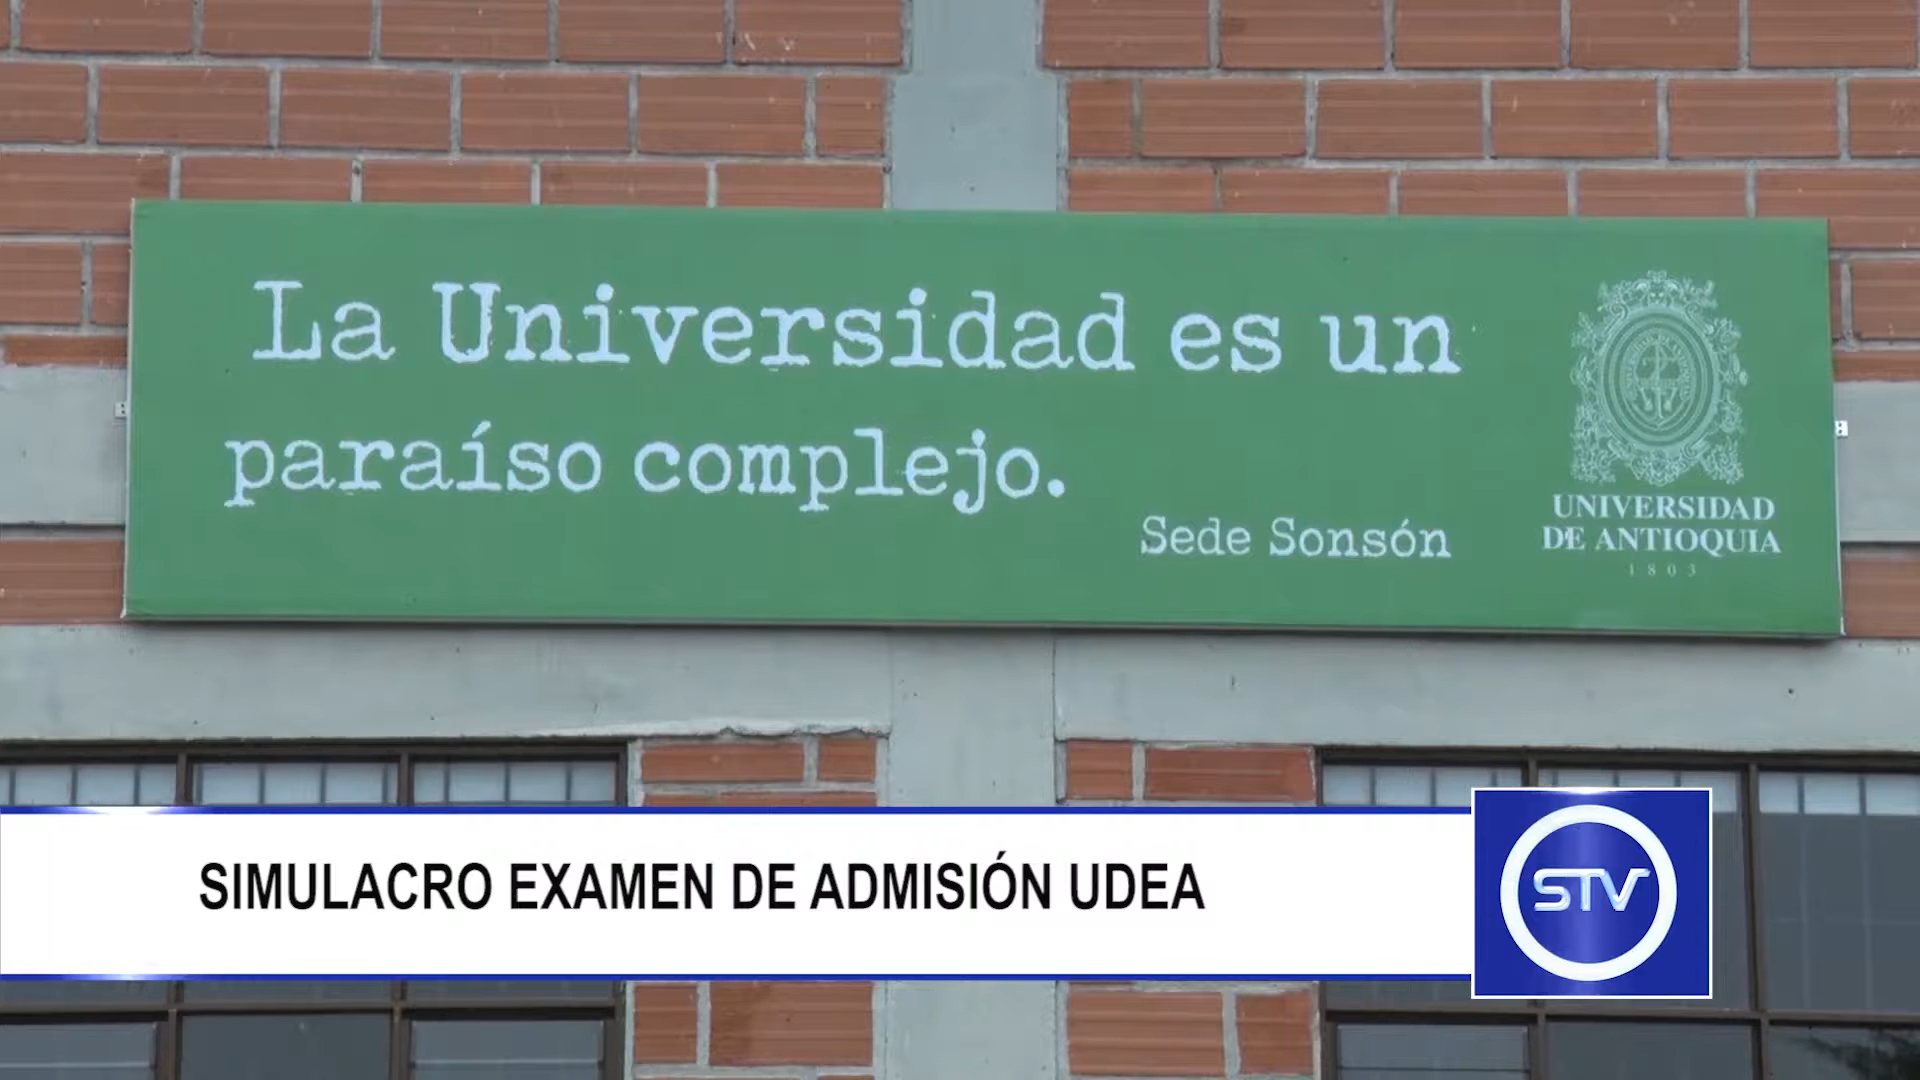 La Universidad es un
paraíso complejo.
Sede Sonsón
UNIVERSIDAD
DE ANTIOQUIA
1803
SIMULACRO EXAMEN DE ADMISIÓN UDEA
STV